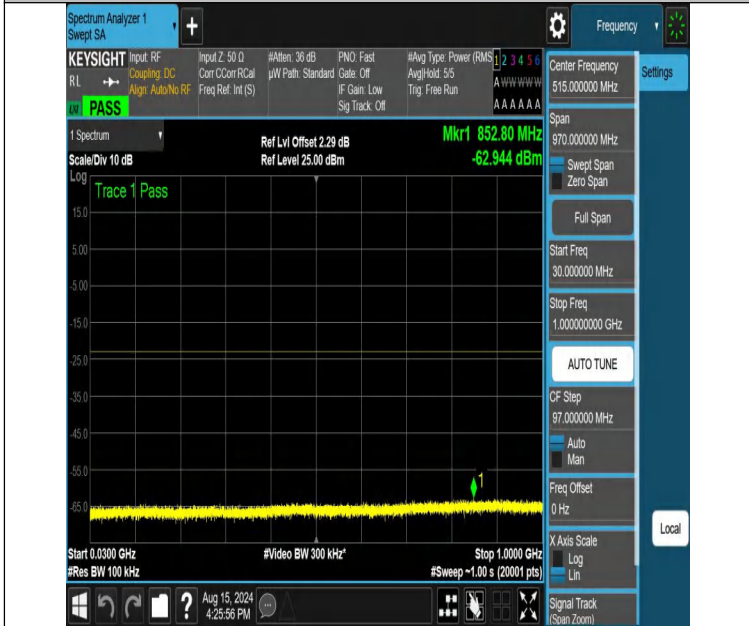 Spectrum Analyzer 1
Swept SA
Frequency
KEYSIGHT
RL
PASS
Input: RF
Coupling: DC
Align: Auto/No RF
Input Z: 50 Ω
Corr CCorr RCal
Freq Ref: Int (S)
#Atten: 36 dB
µW Path: Standard
PNO: Fast
Gate: Off
IF Gain: Low
Sig Track: Off
#Avg Type: Power (RMS
Avg|Hold: 5/5
Trig: Free Run
1 2 3 4 5 6
A W W W W W
A A A A A A
1 Spectrum
Scale/Div 10 dB
Ref Lvl Offset 2.29 dB
Ref Level 25.00 dBm
Mkr1 852.80 MHz
-62.944 dBm
Log
Trace 1 Pass
15.0
5.00
-5.00
-15.0
-25.0
-35.0
-45.0
-55.0
-65.0
1
Start 0.0300 GHz
#Res BW 100 kHz
#Video BW 300 kHz*
Stop 1.0000 GHz
#Sweep ~1.00 s (20001 pts)
?
Aug 15, 2024
4:25:56 PM
Center Frequency
515.000000 MHz
Settings
Span
970.000000 MHz
Swept Span
Zero Span
Full Span
Start Freq
30.000000 MHz
Stop Freq
1.000000000 GHz
AUTO TUNE
CF Step
97.000000 MHz
Auto
Man
Freq Offset
0 Hz
X Axis Scale
Log
Lin
Local
Signal Track
(Span Zoom)